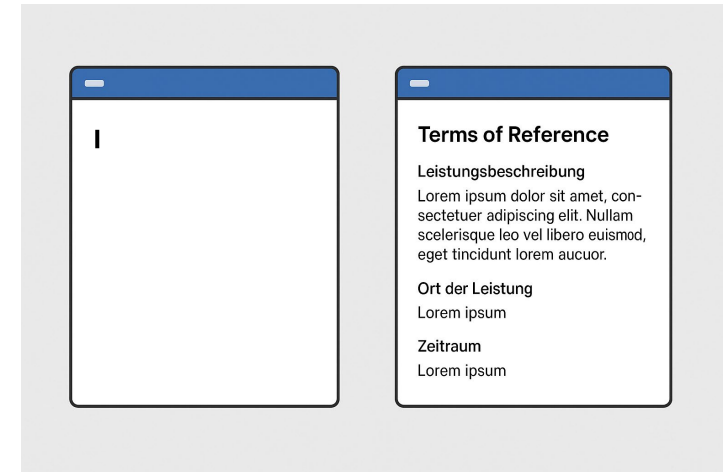 Terms of Reference
Leistungsbeschreibung
Lorem ipsum dolor sit amet, con-
sectetuer adipiscing elit. Nullam
scelerisque leo vel libero euismod,
eget tincidunt lorem aucuor.
Ort der Leistung
Lorem ipsum
Zeitraum
Lorem ipsum